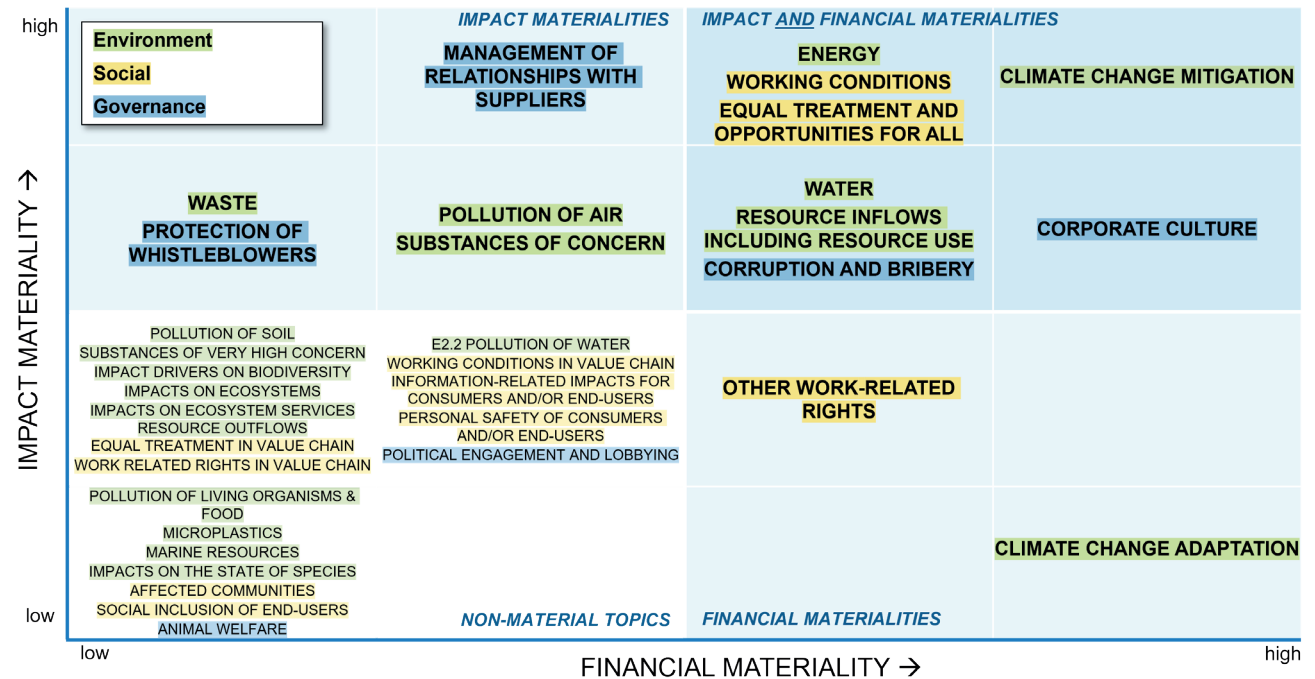 high
IMPACT MATERIALITIES
IMPACT AND FINANCIAL MATERIALITIES
Environment
Social
Governance
MANAGEMENT OF
RELATIONSHIPS WITH
SUPPLIERS
ENERGY
WORKING CONDITIONS
EQUAL TREATMENT AND
OPPORTUNITIES FOR ALL
CLIMATE CHANGE MITIGATION
WASTE
PROTECTION OF
WHISTLEBLOWERS
POLLUTION OF AIR
SUBSTANCES OF CONCERN
WATER
RESOURCE INFLOWS
INCLUDING RESOURCE USE
CORRUPTION AND BRIBERY
CORPORATE CULTURE
IMPACT MATERIALITY →
POLLUTION OF SOIL
SUBSTANCES OF VERY HIGH CONCERN
IMPACT DRIVERS ON BIODIVERSITY
IMPACTS ON ECOSYSTEMS
IMPACTS ON ECOSYSTEM SERVICES
RESOURCE OUTFLOWS
EQUAL TREATMENT IN VALUE CHAIN
WORK RELATED RIGHTS IN VALUE CHAIN
E2.2 POLLUTION OF WATER
WORKING CONDITIONS IN VALUE CHAIN
INFORMATION-RELATED IMPACTS FOR
CONSUMERS AND/OR END-USERS
PERSONAL SAFETY OF CONSUMERS
AND/OR END-USERS
POLITICAL ENGAGEMENT AND LOBBYING
OTHER WORK-RELATED
RIGHTS
POLLUTION OF LIVING ORGANISMS &
FOOD
MICROPLASTICS
MARINE RESOURCES
IMPACTS ON THE STATE OF SPECIES
AFFECTED COMMUNITIES
SOCIAL INCLUSION OF END-USERS
ANIMAL WELFARE
CLIMATE CHANGE ADAPTATION
NON-MATERIAL TOPICS
FINANCIAL MATERIALITIES
low
low
high
FINANCIAL MATERIALITY →